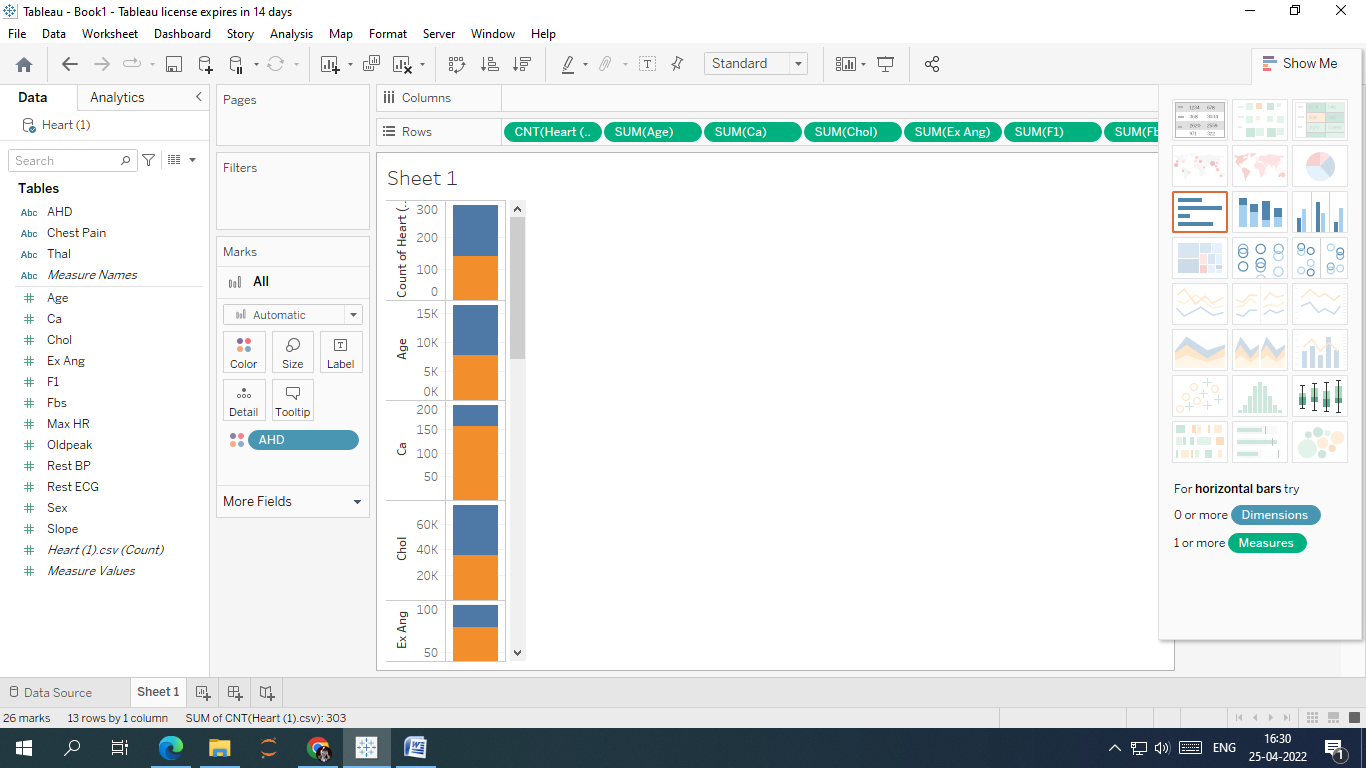 Tableau - Book1 - Tableau license expires in 14 days
File Data Worksheet Dashboard Story Analysis Map Format Server Window Help
Standard
Show Me
Data Analytics
Heart (1)
Search
Tables
Abc AHD
Abc Chest Pain
Abc Thal
Abc Measure Names
Age
Ca
Chol
Ex Ang
F1
Fbs
Max HR
Oldpeak
Rest BP
Rest ECG
Sex
Slope
Heart (1).csv (Count)
Measure Values
Pages
Filters
Marks
All
Automatic
Color Size Label
Detail Tooltip
AHD
More Fields
Columns
Rows
CNT(Heart (.. SUM(Age) SUM(Ca) SUM(Chol) SUM(Ex Ang) SUM(F1) SUM(Fb
Sheet 1
Count of Heart (..
300
200
100
0
Age
15K
10K
5K
0K
Ca
200
150
100
50
Chol
60K
40K
20K
Ex Ang
100
50
For horizontal bars try
0 or more Dimensions
1 or more Measures
Data Source Sheet 1
26 marks 13 rows by 1 column SUM of CNT(Heart (1).csv): 303
ENG
16:30
25-04-2022
1